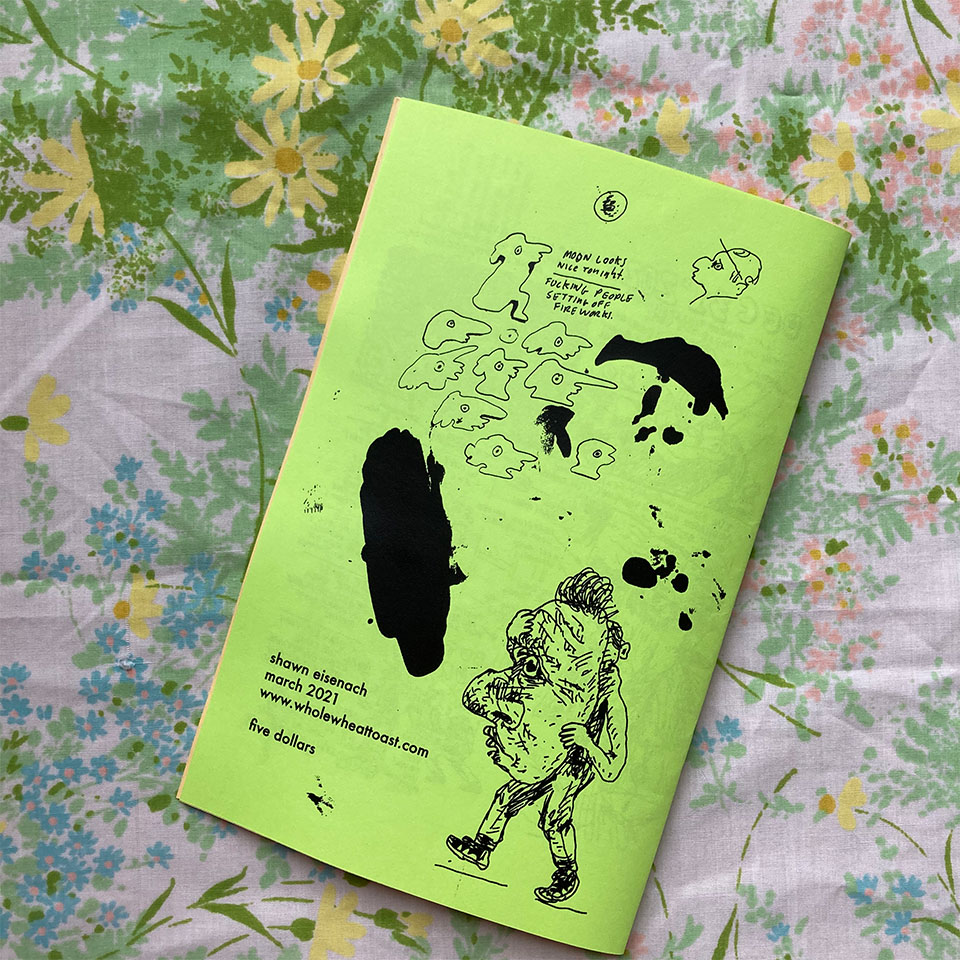 MOON LOOKS
NICE TONIGHT.
FUCKING PEOPLE
SETTING OFF
FIREWORKS.
shawn eisenach
march 2021
www.wholewheattoast.com
five dollars